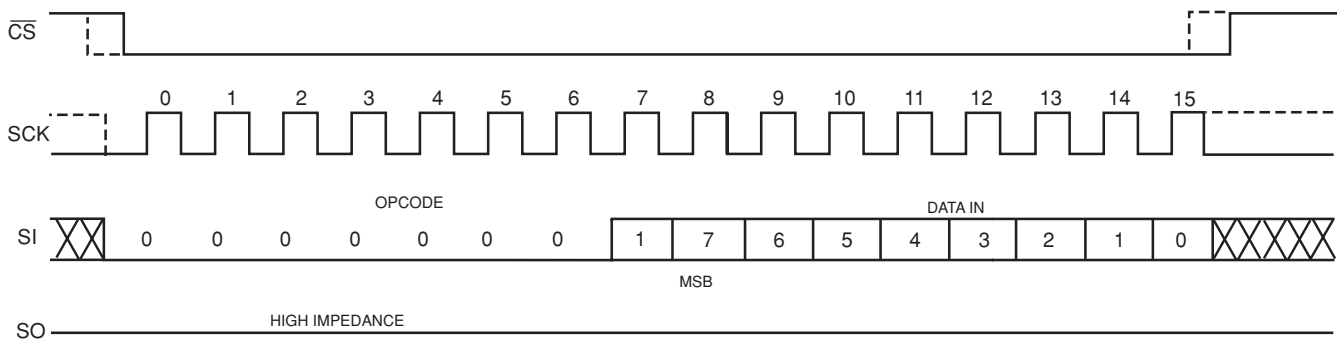 CS
0 1 2 3 4 5 6 7 8 9 10 11 12 13 14 15
SCK
OPCODE DATA IN
SI 0 0 0 0 0 0 0 1 7 6 5 4 3 2 1 0
MSB
HIGH IMPEDANCE
SO